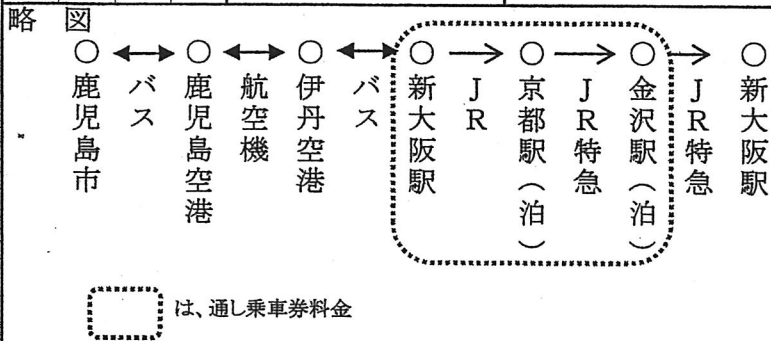 略 図
鹿児島市
バス
鹿児島空港
航空機
伊丹空港
バス
新大阪駅
JR
京都駅(泊)
JR特急
金沢駅(泊)
JR特急
新大阪駅
は、通し乗車券料金